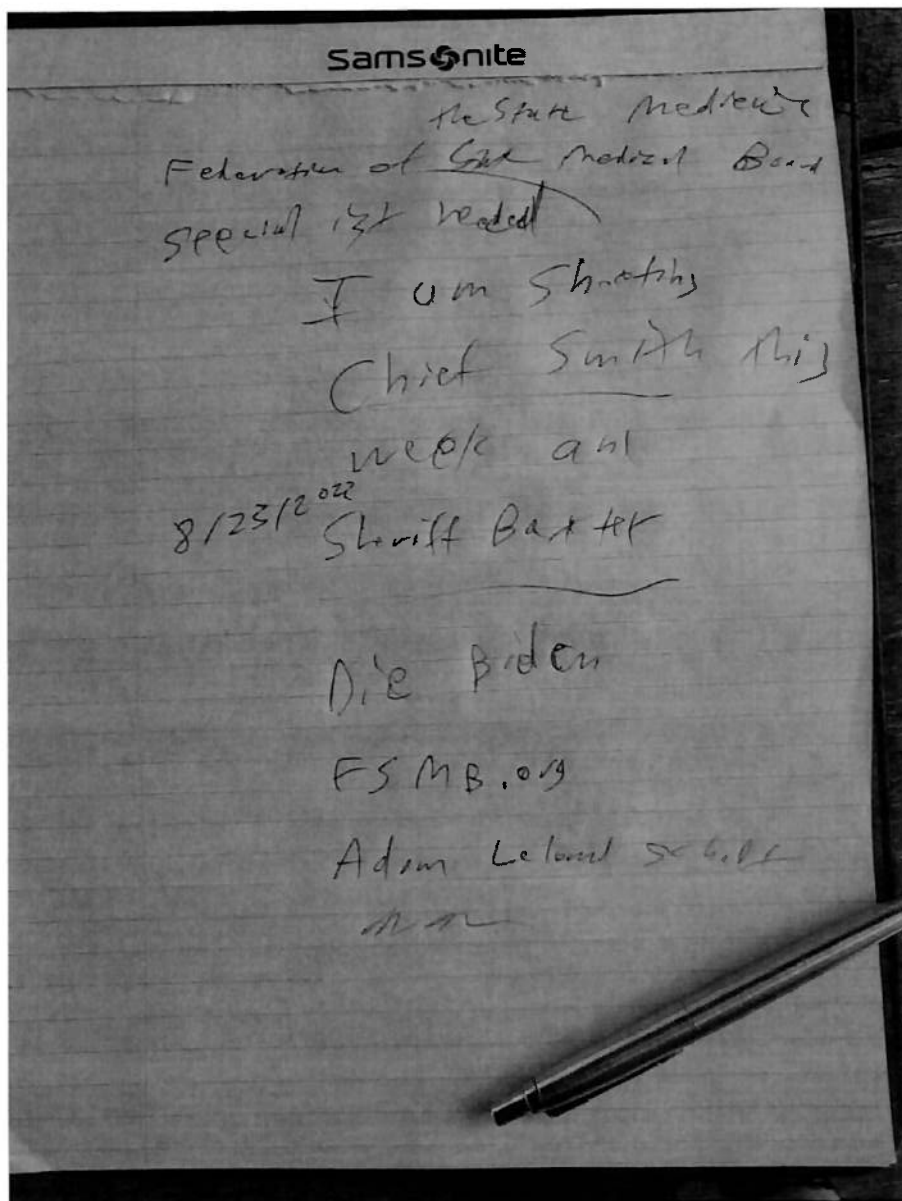 Samsonite
the State Medicine
Federation of Medical Board
special ist needed
I am Shooting
Chief Smith this
week and
8/23/2022
Sheriff Baxter
Die Biden
FSMB.org
Adam Leland